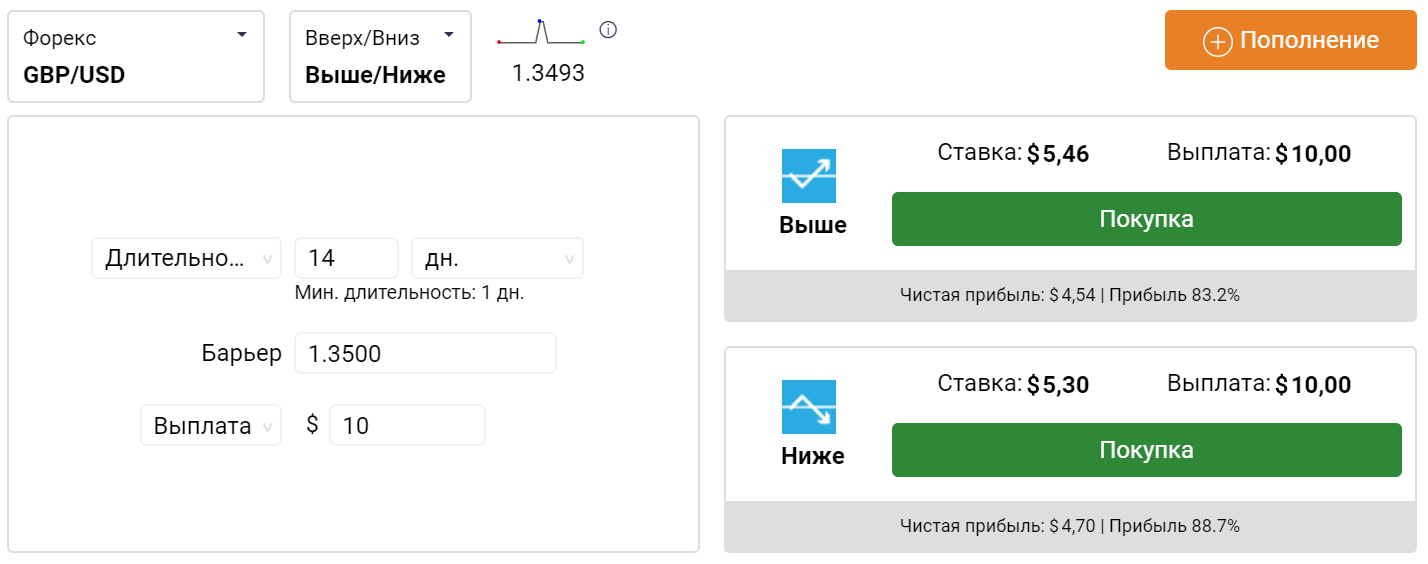 Форекс
GBP/USD
Вверх/Вниз
Выше/Ниже
1.3493
Пополнение
Длительно...
14
дн.
Мин. длительность: 1 дн.
Барьер
1.3500
Выплата
$
10
Ставка: $5,46
Выплата: $10,00
Выше
Покупка
Чистая прибыль: $4,54 | Прибыль 83.2%
Ставка: $5,30
Выплата: $10,00
Ниже
Покупка
Чистая прибыль: $4,70 | Прибыль 88.7%